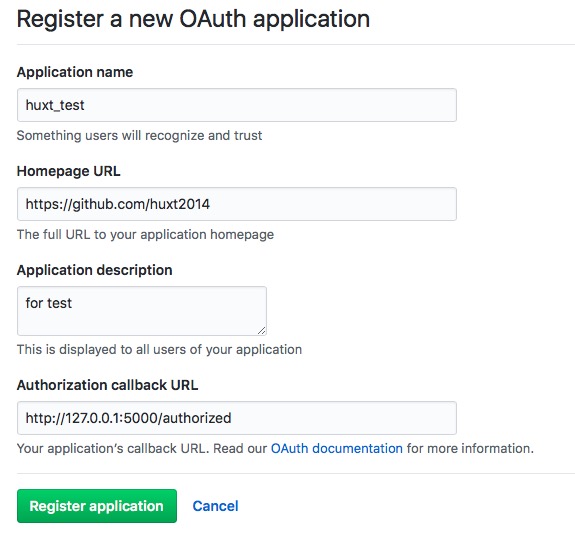 Register a new OAuth application
Application name
huxt_test
Something users will recognize and trust
Homepage URL
https://github.com/huxt2014
The full URL to your application homepage
Application description
for test
This is displayed to all users of your application
Authorization callback URL
http://127.0.0.1:5000/authorized
Your application’s callback URL. Read our OAuth documentation for more information.
Register application Cancel